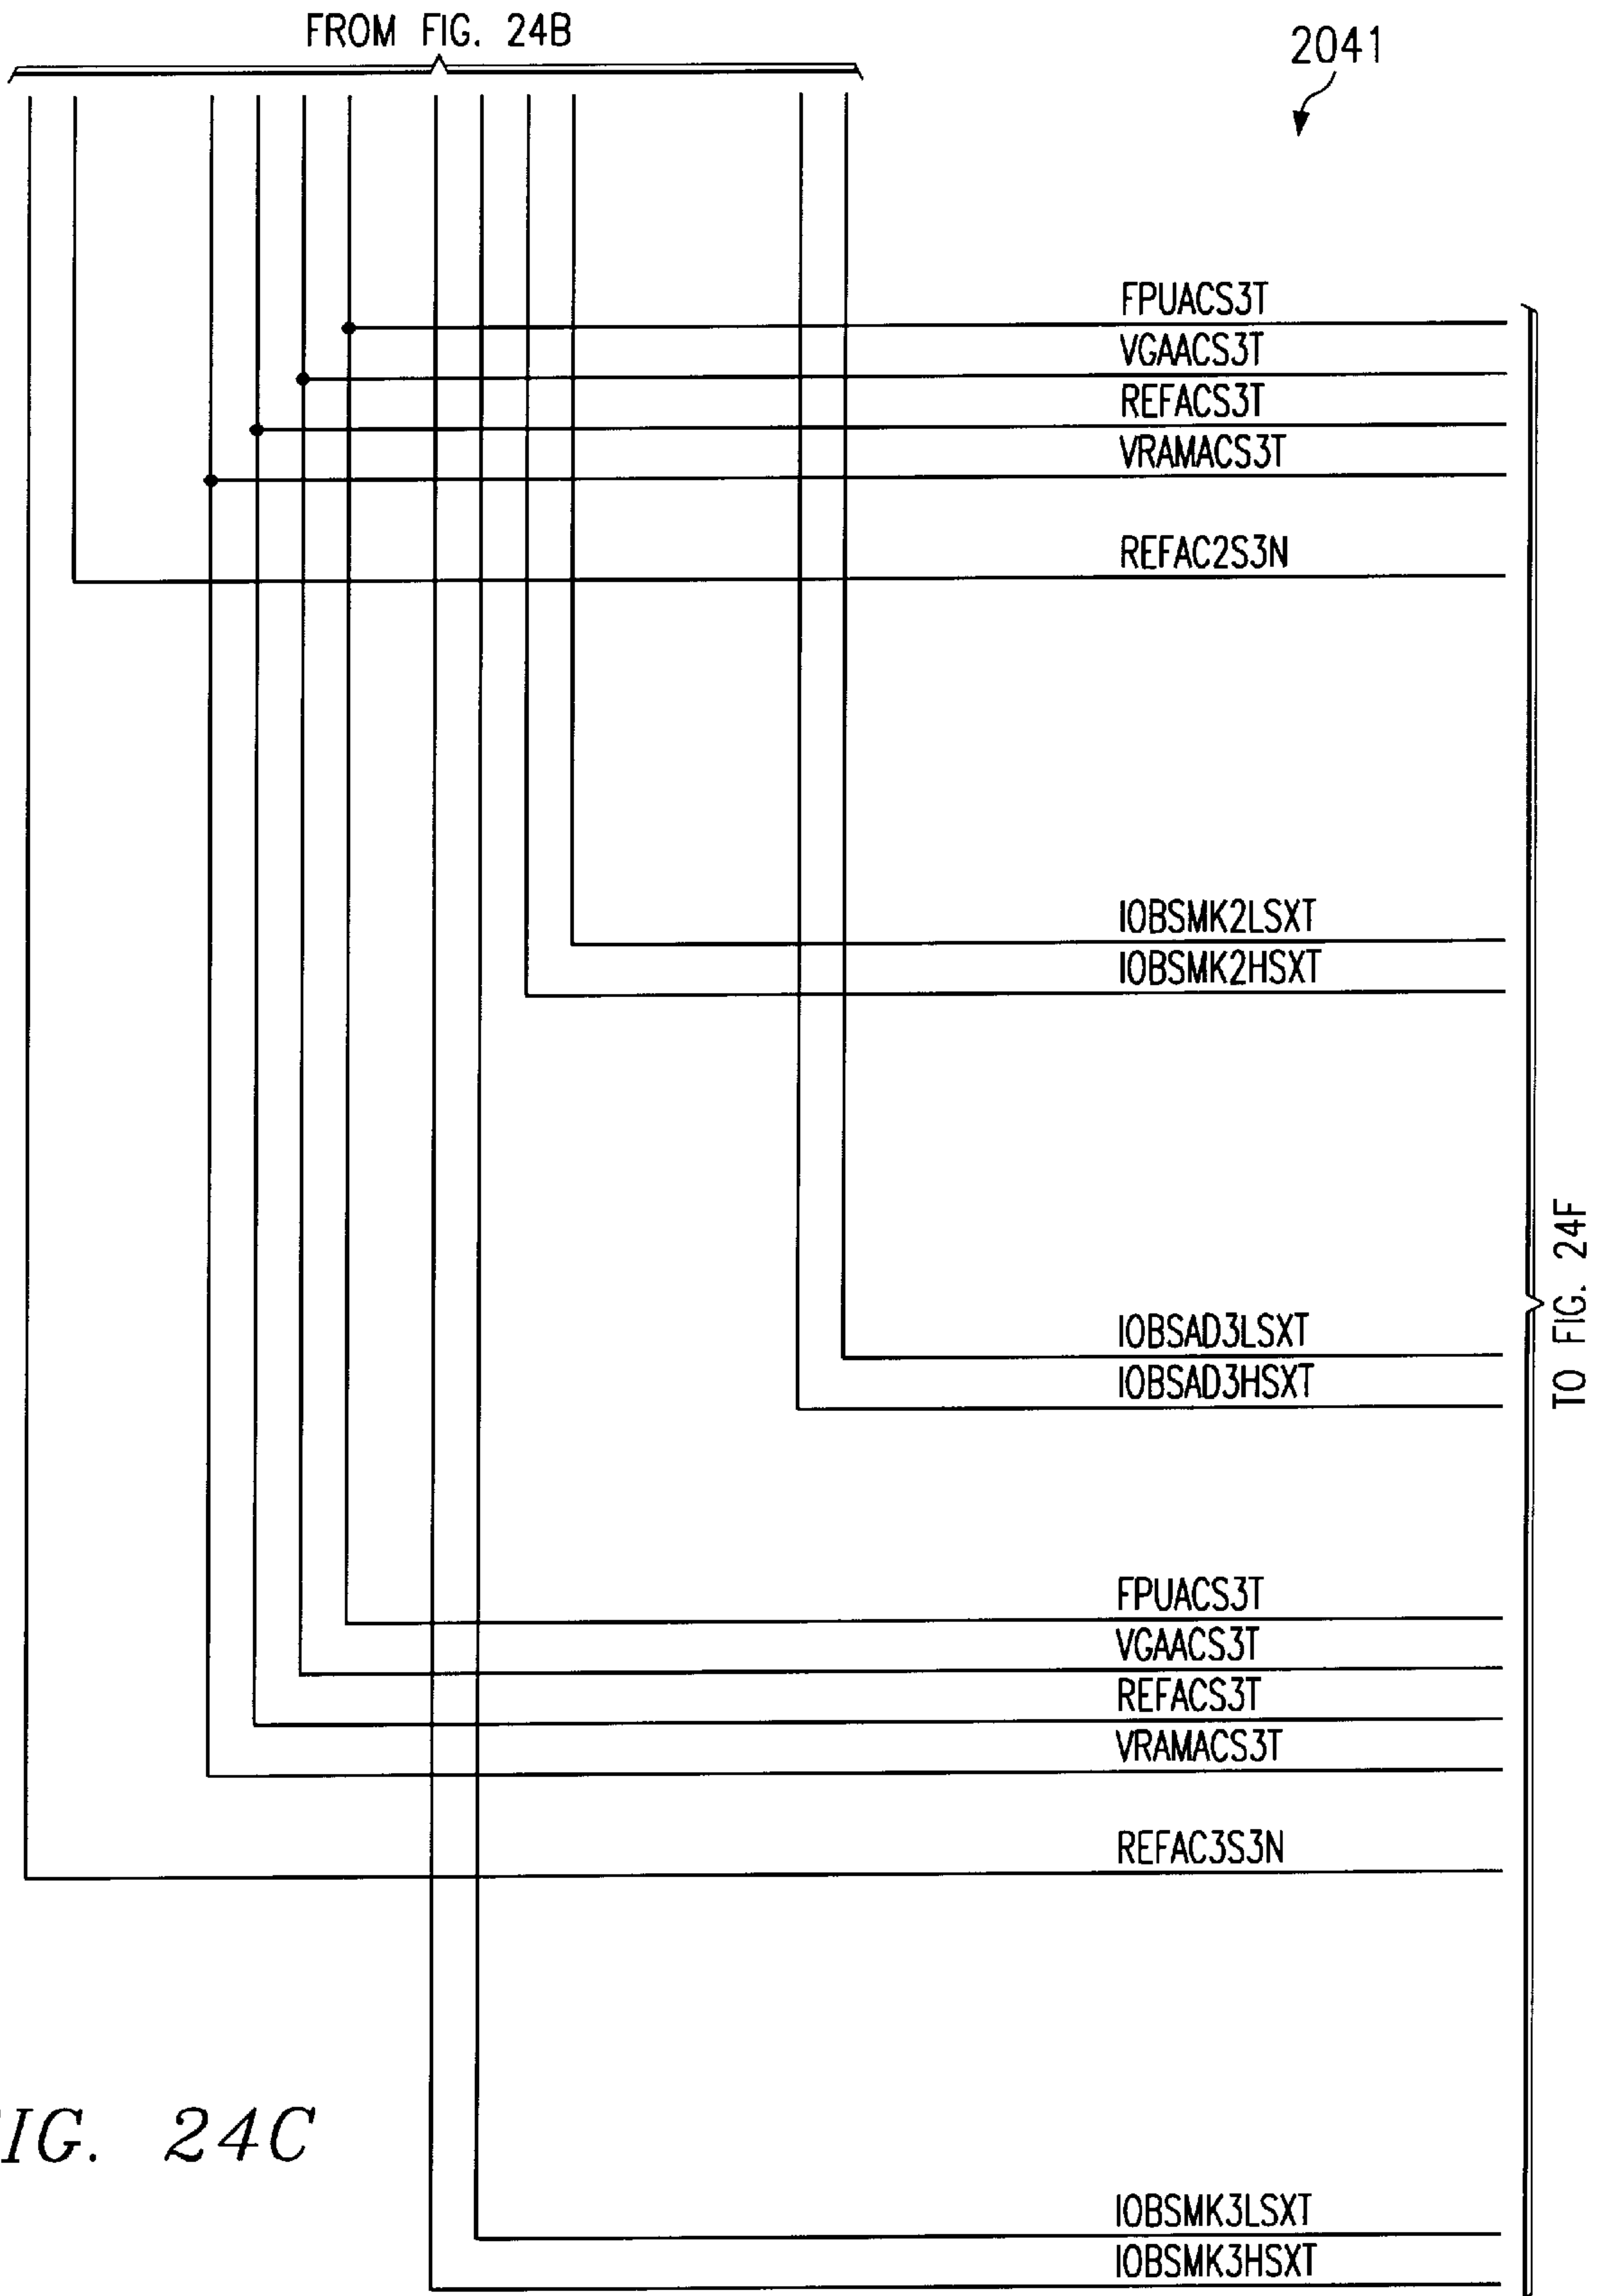 FROM FIG. 24B
2041
FPUACS3T
VGAACS3T
REFACS3T
VRAMACS3T
REFAC2S3N
IOBSMK2LSXT
IOBSMK2HSXT
IOBSAD3LSXT
IOBSAD3HSXT
TO FIG. 24F
FPUACS3T
VGAACS3T
REFACS3T
VRAMACS3T
REFAC3S3N
IG. 24C
IOBSMK3LSXT
IOBSMK3HSXT